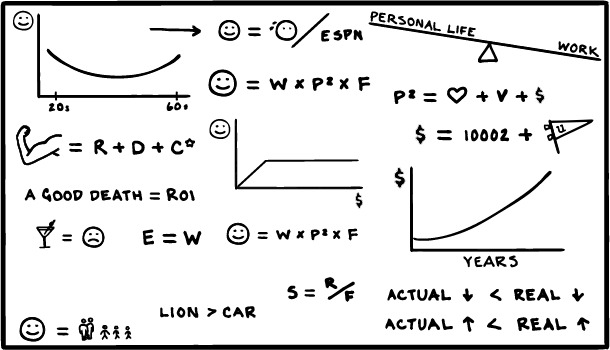 PERSONAL LIFE
WORK
= / ESPN
20s 60s
= W x P² x F
P² = ♡ + V + $
$ = 10002 + U
= R + D + C☆
$
$
YEARS
A GOOD DEATH = ROI
= ☹
E = W
= W x P² x F
S = R/F
LION > CAR
ACTUAL ↓ < REAL ↓
ACTUAL ↑ < REAL ↑
=